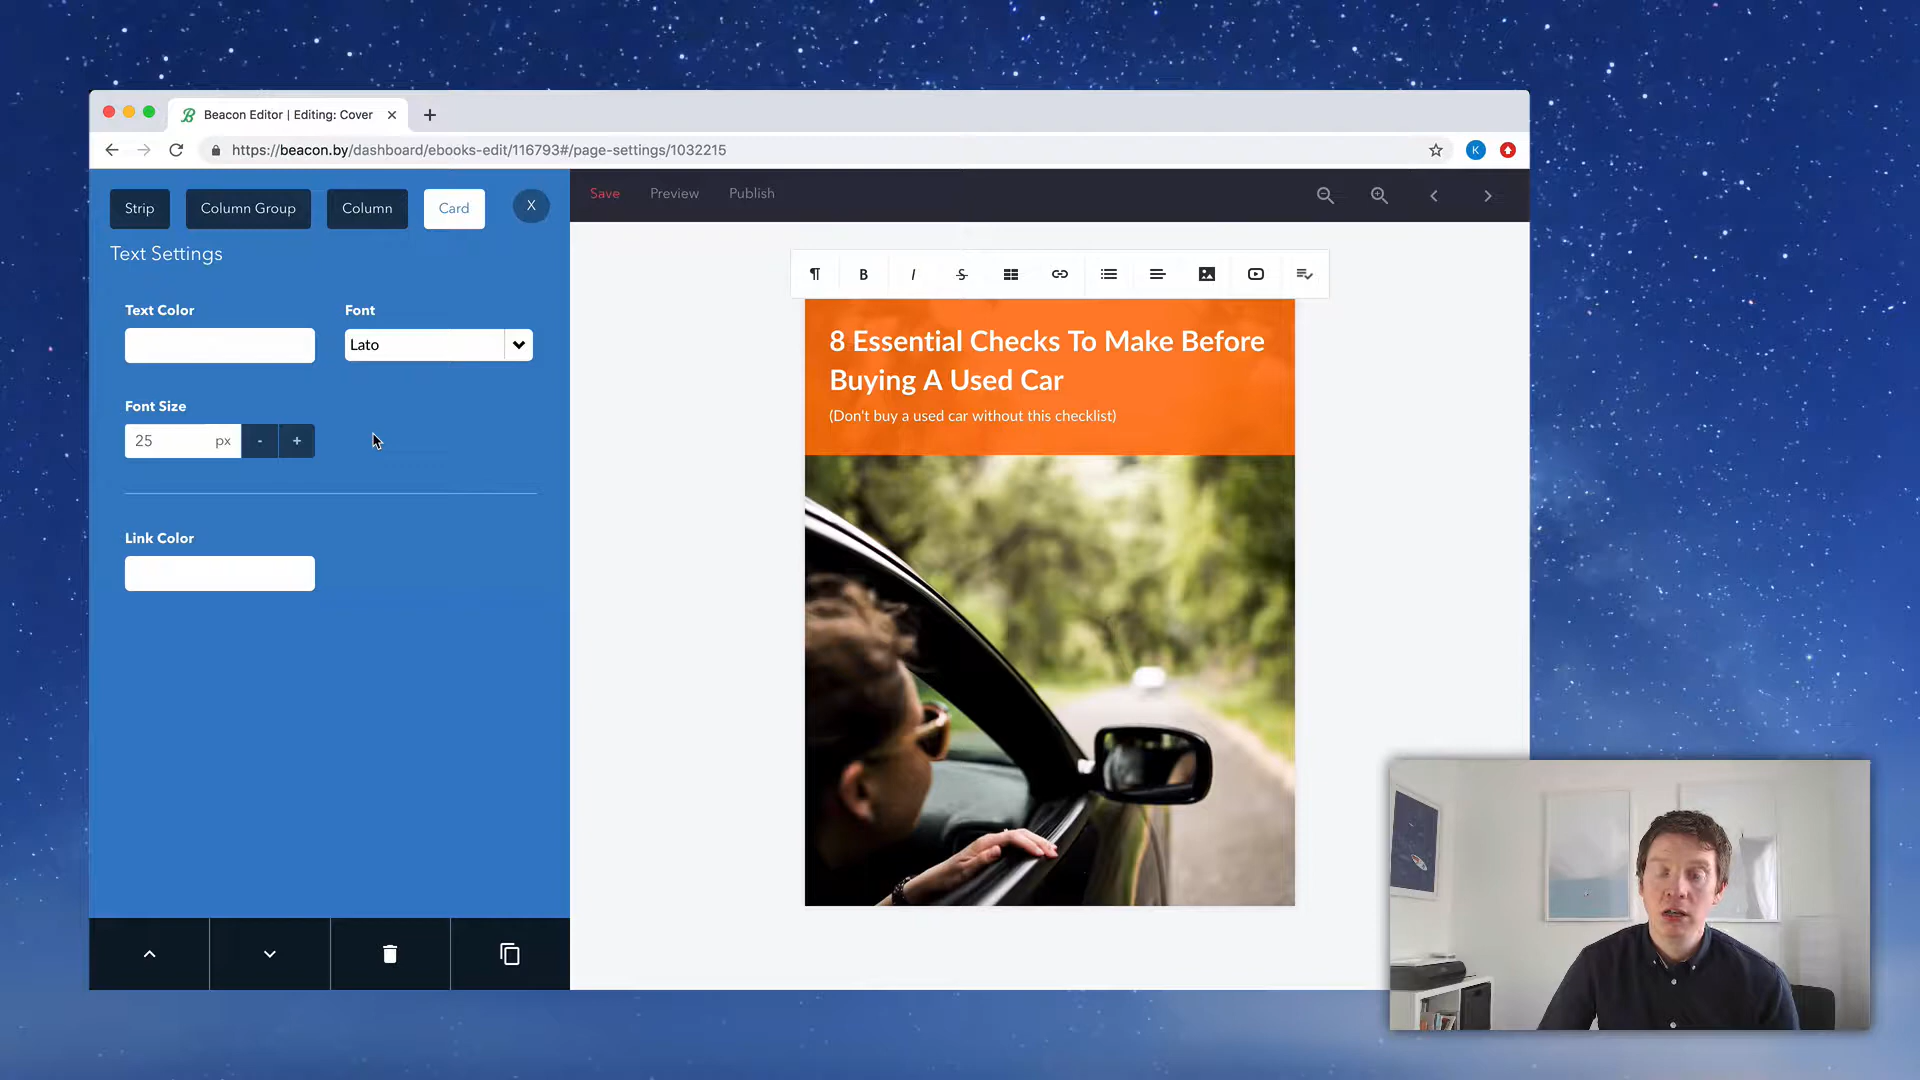 Beacon Editor | Editing: Cover
https://beacon.by/dashboard/ebooks-edit/116793#/page-settings/1032215
K
Strip
Column Group
Column
Card
X
Save
Preview
Publish
Text Settings
Text Color
Font
Lato
Font Size
25 px - +
Link Color
¶ B I S
8 Essential Checks To Make Before
Buying A Used Car
(Don't buy a used car without this checklist)